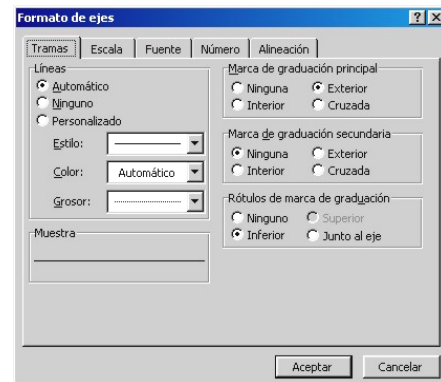 Formato de ejes
Tramas Escala Fuente Número Alineación
Líneas
Automático
Ninguno
Personalizado
Estilo:
Color: Automático
Grosor:
Muestra
Marca de graduación principal
Ninguna Exterior
Interior Cruzada
Marca de graduación secundaria
Ninguna Exterior
Interior Cruzada
Rótulos de marca de graduación
Ninguno Superior
Inferior Junto al eje
Aceptar Cancelar